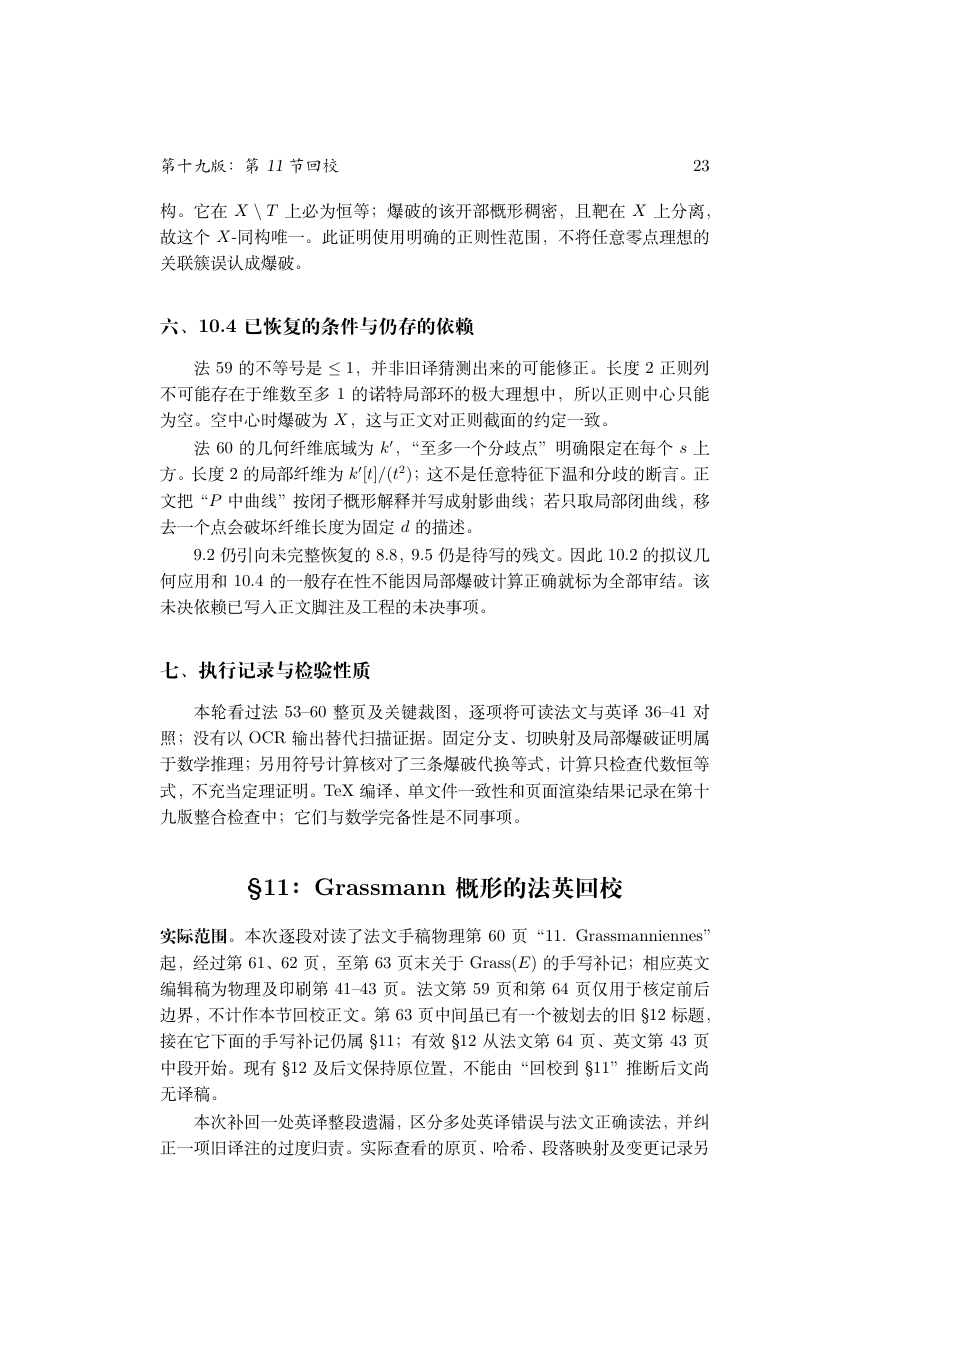 第十九版：第 11 节回校 23
构。它在 X \ T 上必为恒等；爆破的该开部概形稠密，且靶在 X 上分离，
故这个 X-同构唯一。此证明使用明确的正则性范围，不将任意零点理想的
关联簇误认成爆破。
六、10.4 已恢复的条件与仍存的依赖
法 59 的不等号是 ≤ 1，并非旧译猜测出来的可能修正。长度 2 正则列
不可能存在于维数至多 1 的诺特局部环的极大理想中，所以正则中心只能
为空。空中心时爆破为 X，这与正文对正则截面的约定一致。
法 60 的几何纤维底域为 k′，“至多一个分歧点”明确限定在每个 s 上
方。长度 2 的局部纤维为 k′[t]/(t²)；这不是任意特征下温和分歧的断言。正
文把“P 中曲线”按闭子概形解释并写成射影曲线；若只取局部闭曲线，移
去一个点会破坏纤维长度为固定 d 的描述。
9.2 仍引向未完整恢复的 8.8，9.5 仍是待写的残文。因此 10.2 的拟议几
何应用和 10.4 的一般存在性不能因局部爆破计算正确就标为全部审结。该
未决依赖已写入正文脚注及工程的未决事项。
七、执行记录与检验性质
本轮看过法 53–60 整页及关键裁图，逐项将可读法文与英译 36–41 对
照；没有以 OCR 输出替代扫描证据。固定分支、切映射及局部爆破证明属
于数学推理；另用符号计算核对了三条爆破代换等式，计算只检查代数恒等
式，不充当定理证明。TeX 编译、单文件一致性和页面渲染结果记录在第十
九版整合检查中；它们与数学完备性是不同事项。
§11：Grassmann 概形的法英回校
实际范围。本次逐段对读了法文手稿物理第 60 页“11. Grassmanniennes”
起，经过第 61、62 页，至第 63 页末关于 Grass(E) 的手写补记；相应英文
编辑稿为物理及印刷第 41–43 页。法文第 59 页和第 64 页仅用于核定前后
边界，不计作本节回校正文。第 63 页中间虽已有一个被划去的旧 §12 标题，
接在它下面的手写补记仍属 §11；有效 §12 从法文第 64 页、英文第 43 页
中段开始。现有 §12 及后文保持原位置，不能由“回校到 §11”推断后文尚
无译稿。
本次补回一处英译整段遗漏，区分多处英译错误与法文正确读法，并纠
正一项旧译注的过度归责。实际查看的原页、哈希、段落映射及变更记录另